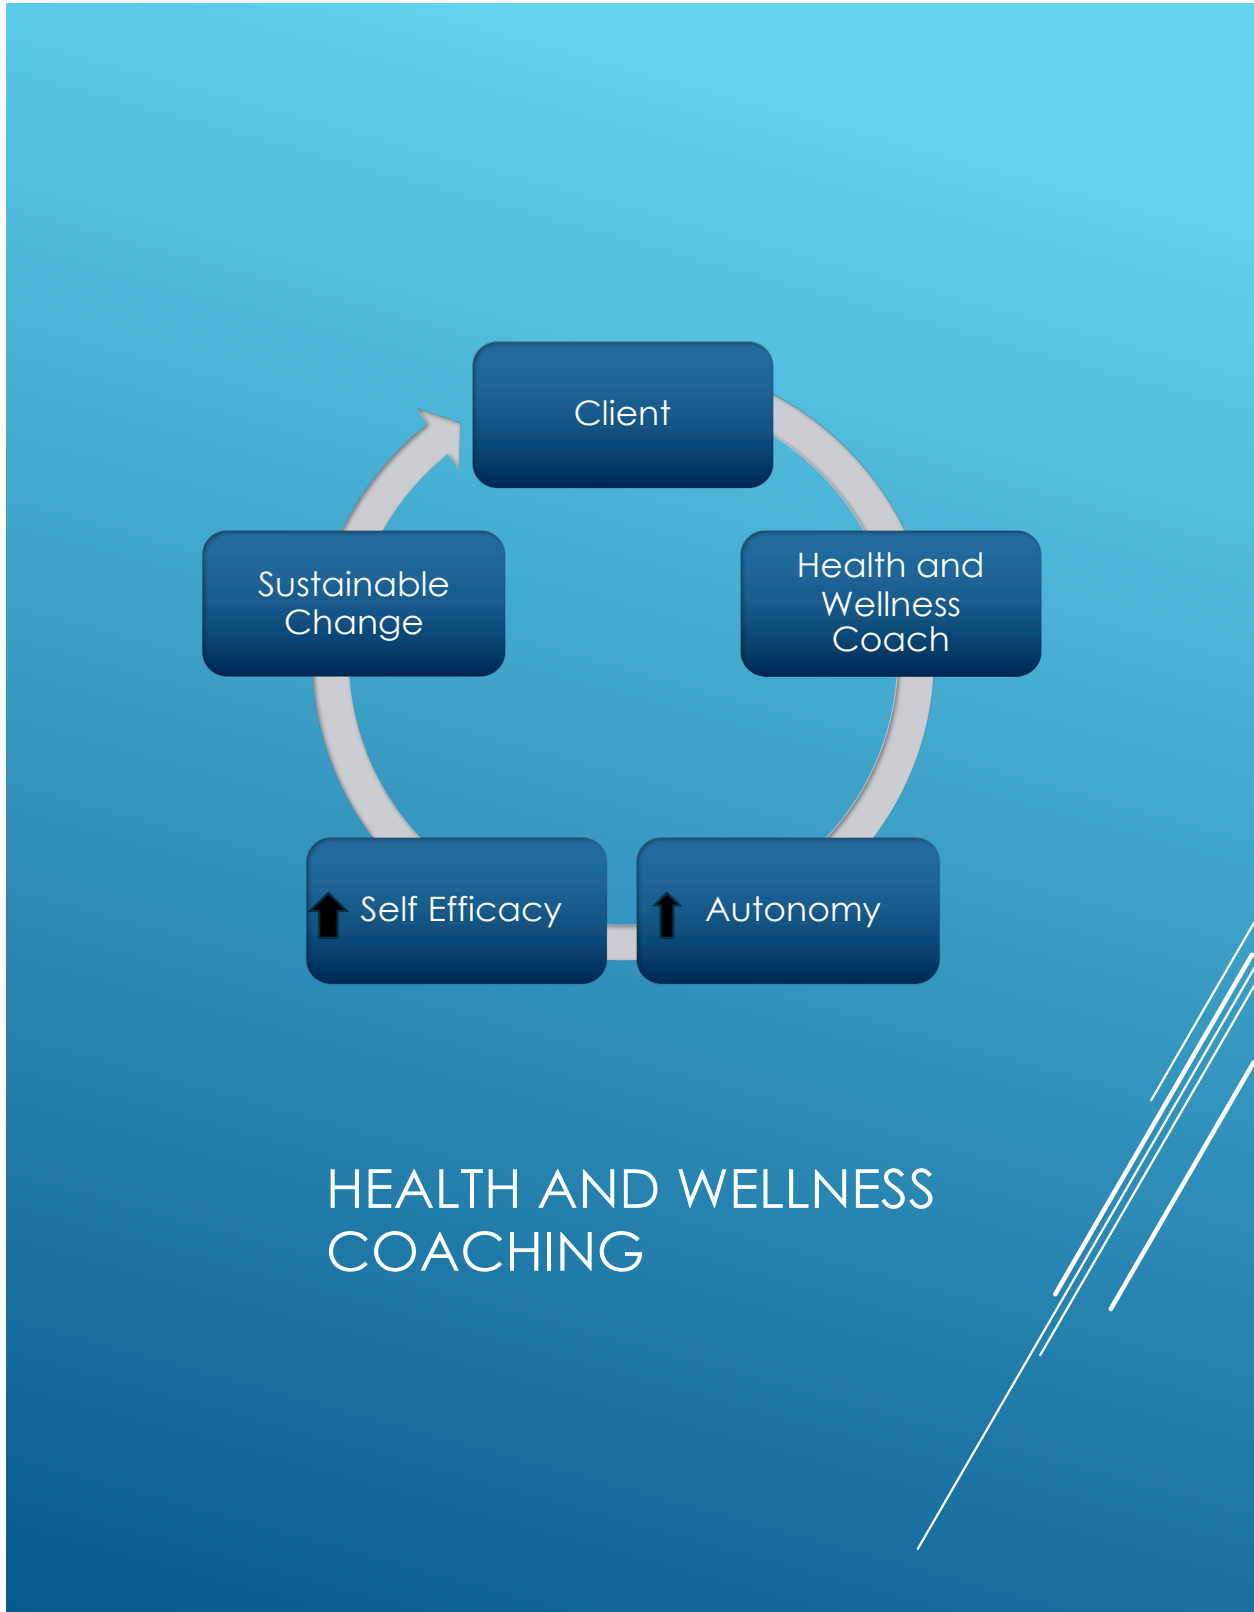 Client
Health and
Wellness
Coach
Autonomy
Self Efficacy
Sustainable
Change
HEALTH AND WELLNESS
COACHING